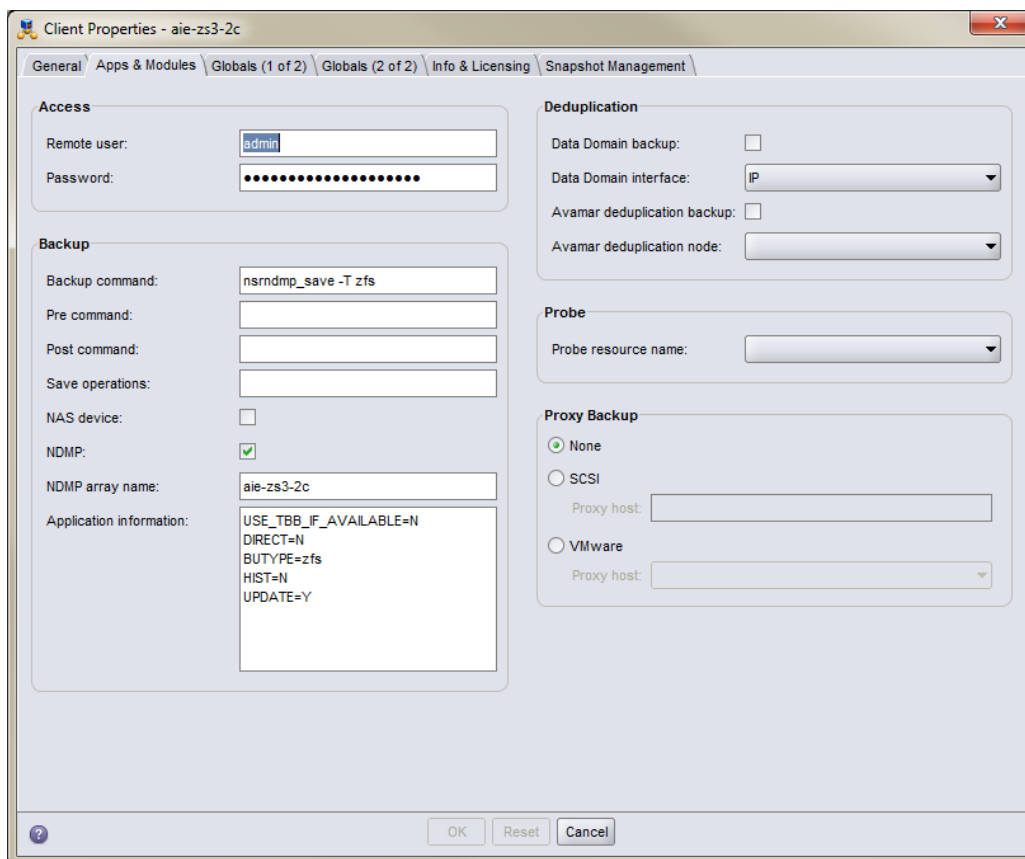 Client Properties - aie-zs3-2c
X
General Apps & Modules Globals (1 of 2) Globals (2 of 2) Info & Licensing Snapshot Management
Access
Remote user: admin
Password: ••••••••••••••••••••
Backup
Backup command: nsrndmp_save -T zfs
Pre command:
Post command:
Save operations:
NAS device:
NDMP:
NDMP array name: aie-zs3-2c
Application information: USE_TBB_IF_AVAILABLE=N
DIRECT=N
BUTYPE=zfs
HIST=N
UPDATE=Y
Deduplication
Data Domain backup:
Data Domain interface: IP
Avamar deduplication backup:
Avamar deduplication node:
Probe
Probe resource name:
Proxy Backup
None
SCSI
Proxy host:
VMware
Proxy host:
? OK Reset Cancel